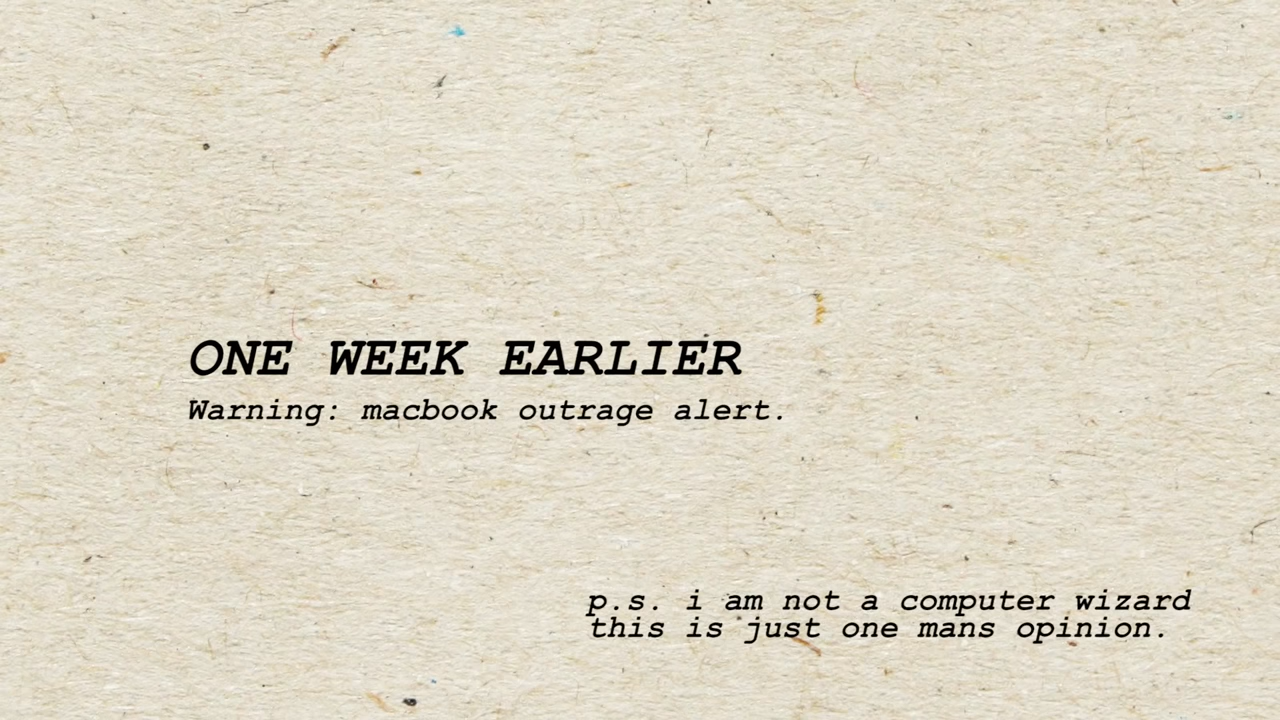 ONE WEEK EARLIER
Warning: macbook outrage alert.
p.s. i am not a computer wizard
this is just one mans opinion.